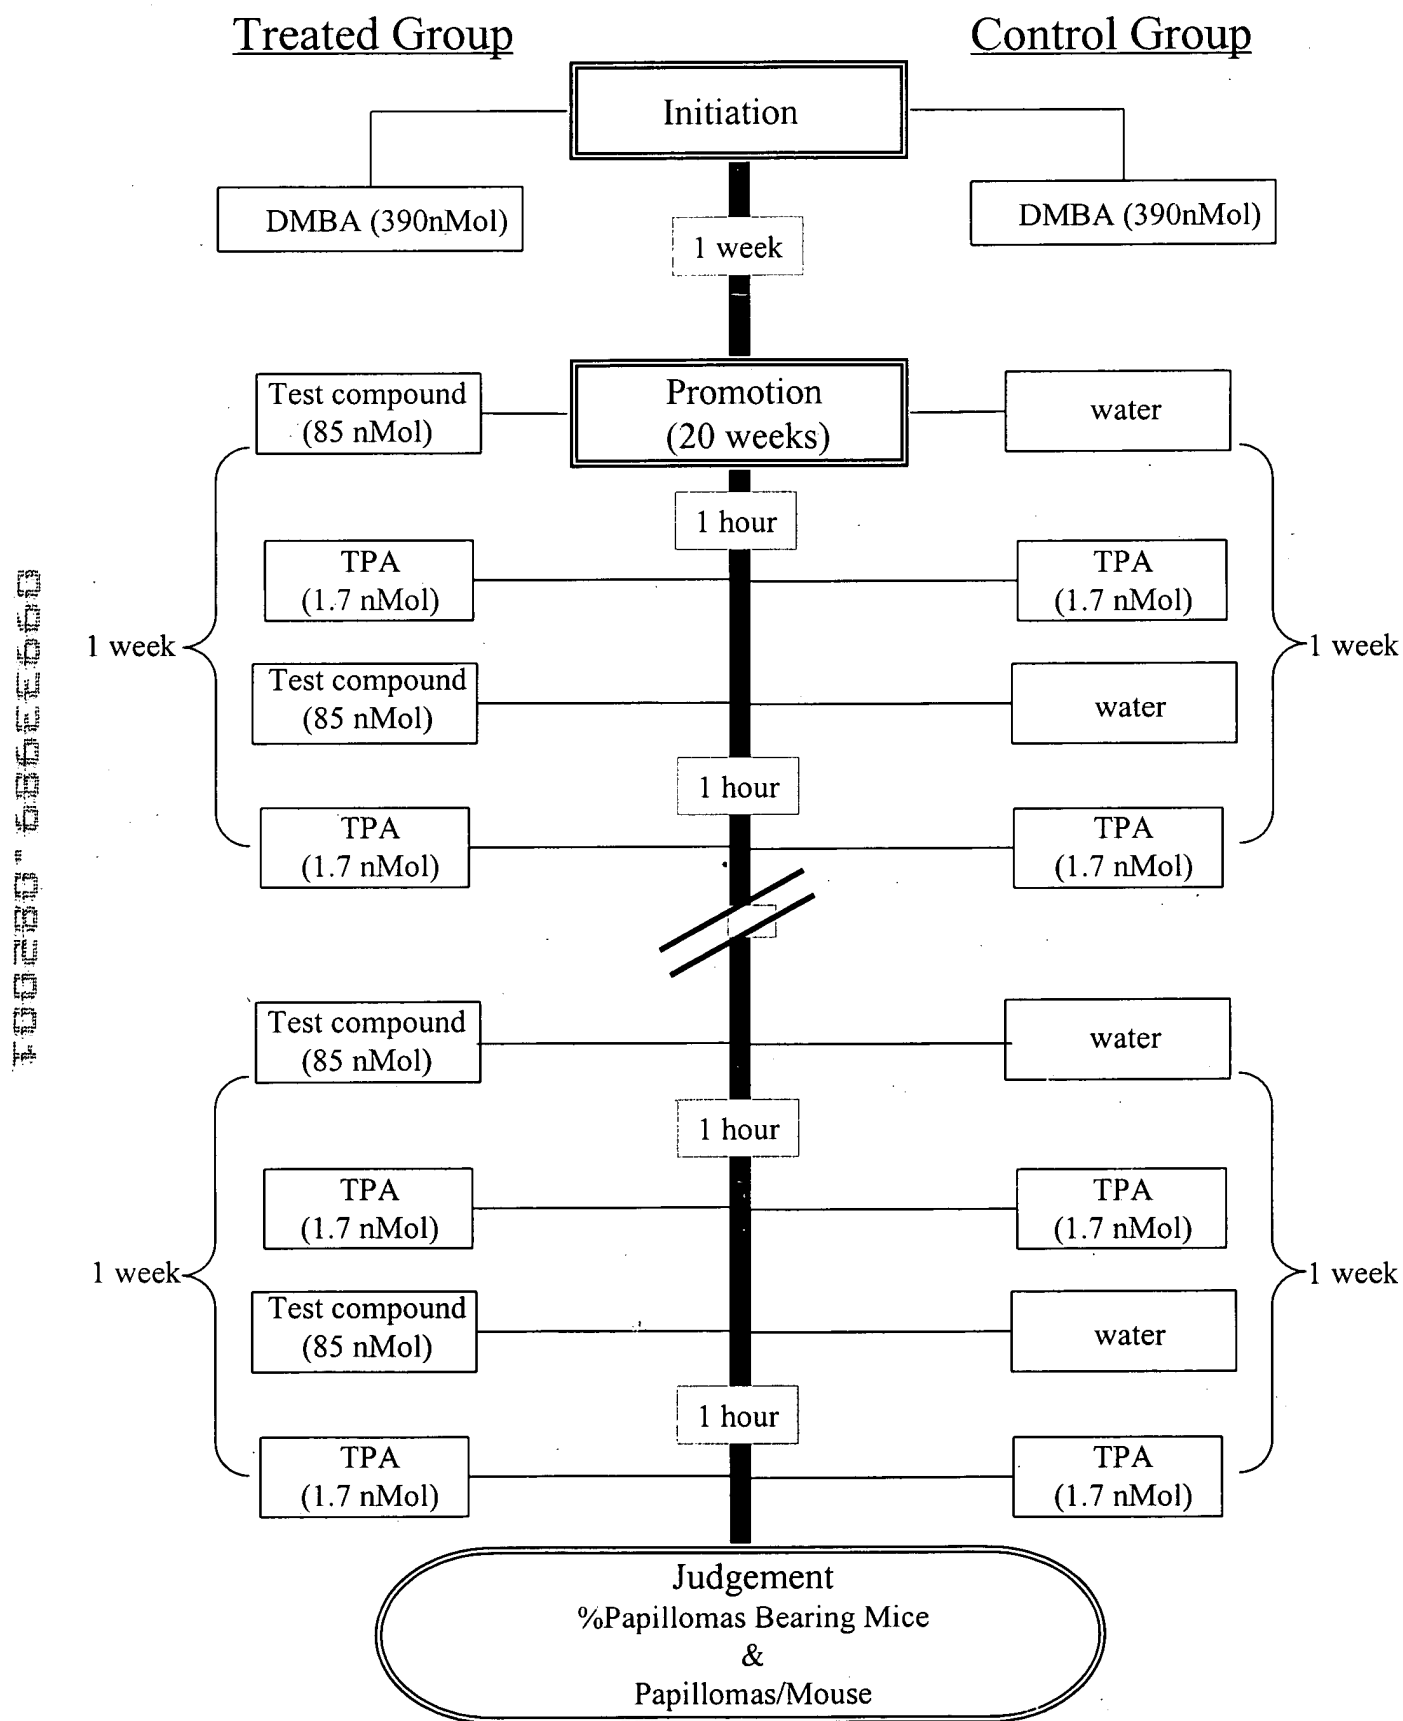 Treated Group
Control Group
Initiation
DMBA (390nMol)
DMBA (390nMol)
1 week
Test compound
(85 nMol)
Promotion
(20 weeks)
water
1 hour
TPA
(1.7 nMol)
TPA
(1.7 nMol)
1 week
1 week
Test compound
(85 nMol)
water
1 hour
TPA
(1.7 nMol)
TPA
(1.7 nMol)
Test compound
(85 nMol)
water
1 hour
TPA
(1.7 nMol)
TPA
(1.7 nMol)
1 week
1 week
Test compound
(85 nMol)
water
1 hour
TPA
(1.7 nMol)
TPA
(1.7 nMol)
Judgement
%Papillomas Bearing Mice
&
Papillomas/Mouse